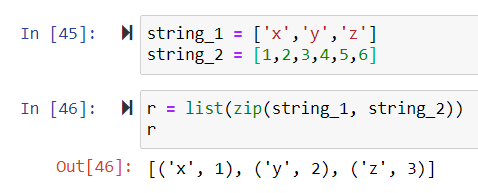 In [45]: string_1 = ['x','y','z']
string_2 = [1,2,3,4,5,6]
In [46]: r = list(zip(string_1, string_2))
r
Out[46]: [('x', 1), ('y', 2), ('z', 3)]